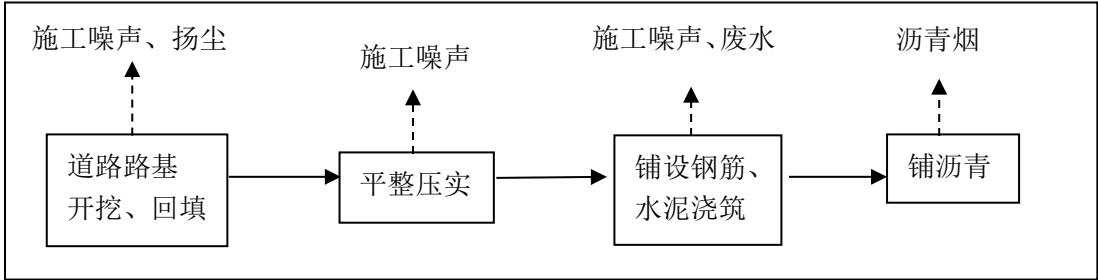 施工噪声、扬尘
施工噪声
施工噪声、废水
沥青烟
道路路基
开挖、回填
平整压实
铺设钢筋、
水泥浇筑
铺沥青